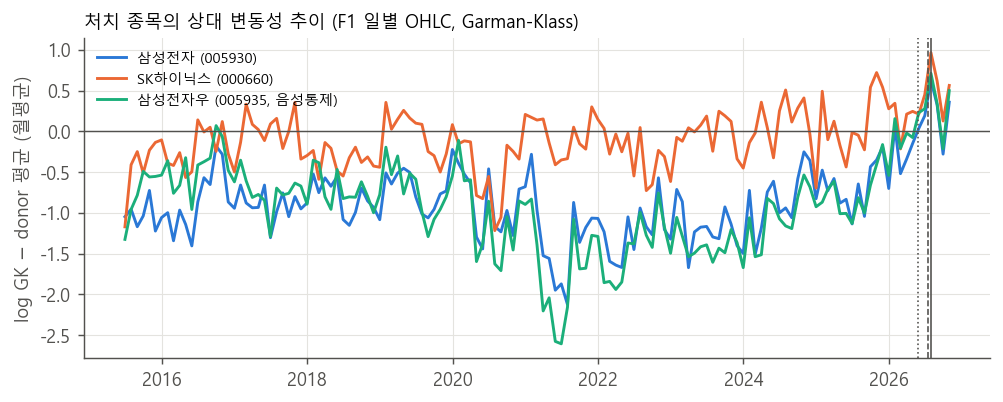 처치 종목의 상대 변동성 추이 (F1 일별 OHLC, Garman-Klass)
log GK − donor 평균 (월평균)
1.0
0.5
0.0
-0.5
-1.0
-1.5
-2.0
-2.5
삼성전자 (005930)
SK하이닉스 (000660)
삼성전자우 (005935, 음성통제)
2016
2018
2020
2022
2024
2026